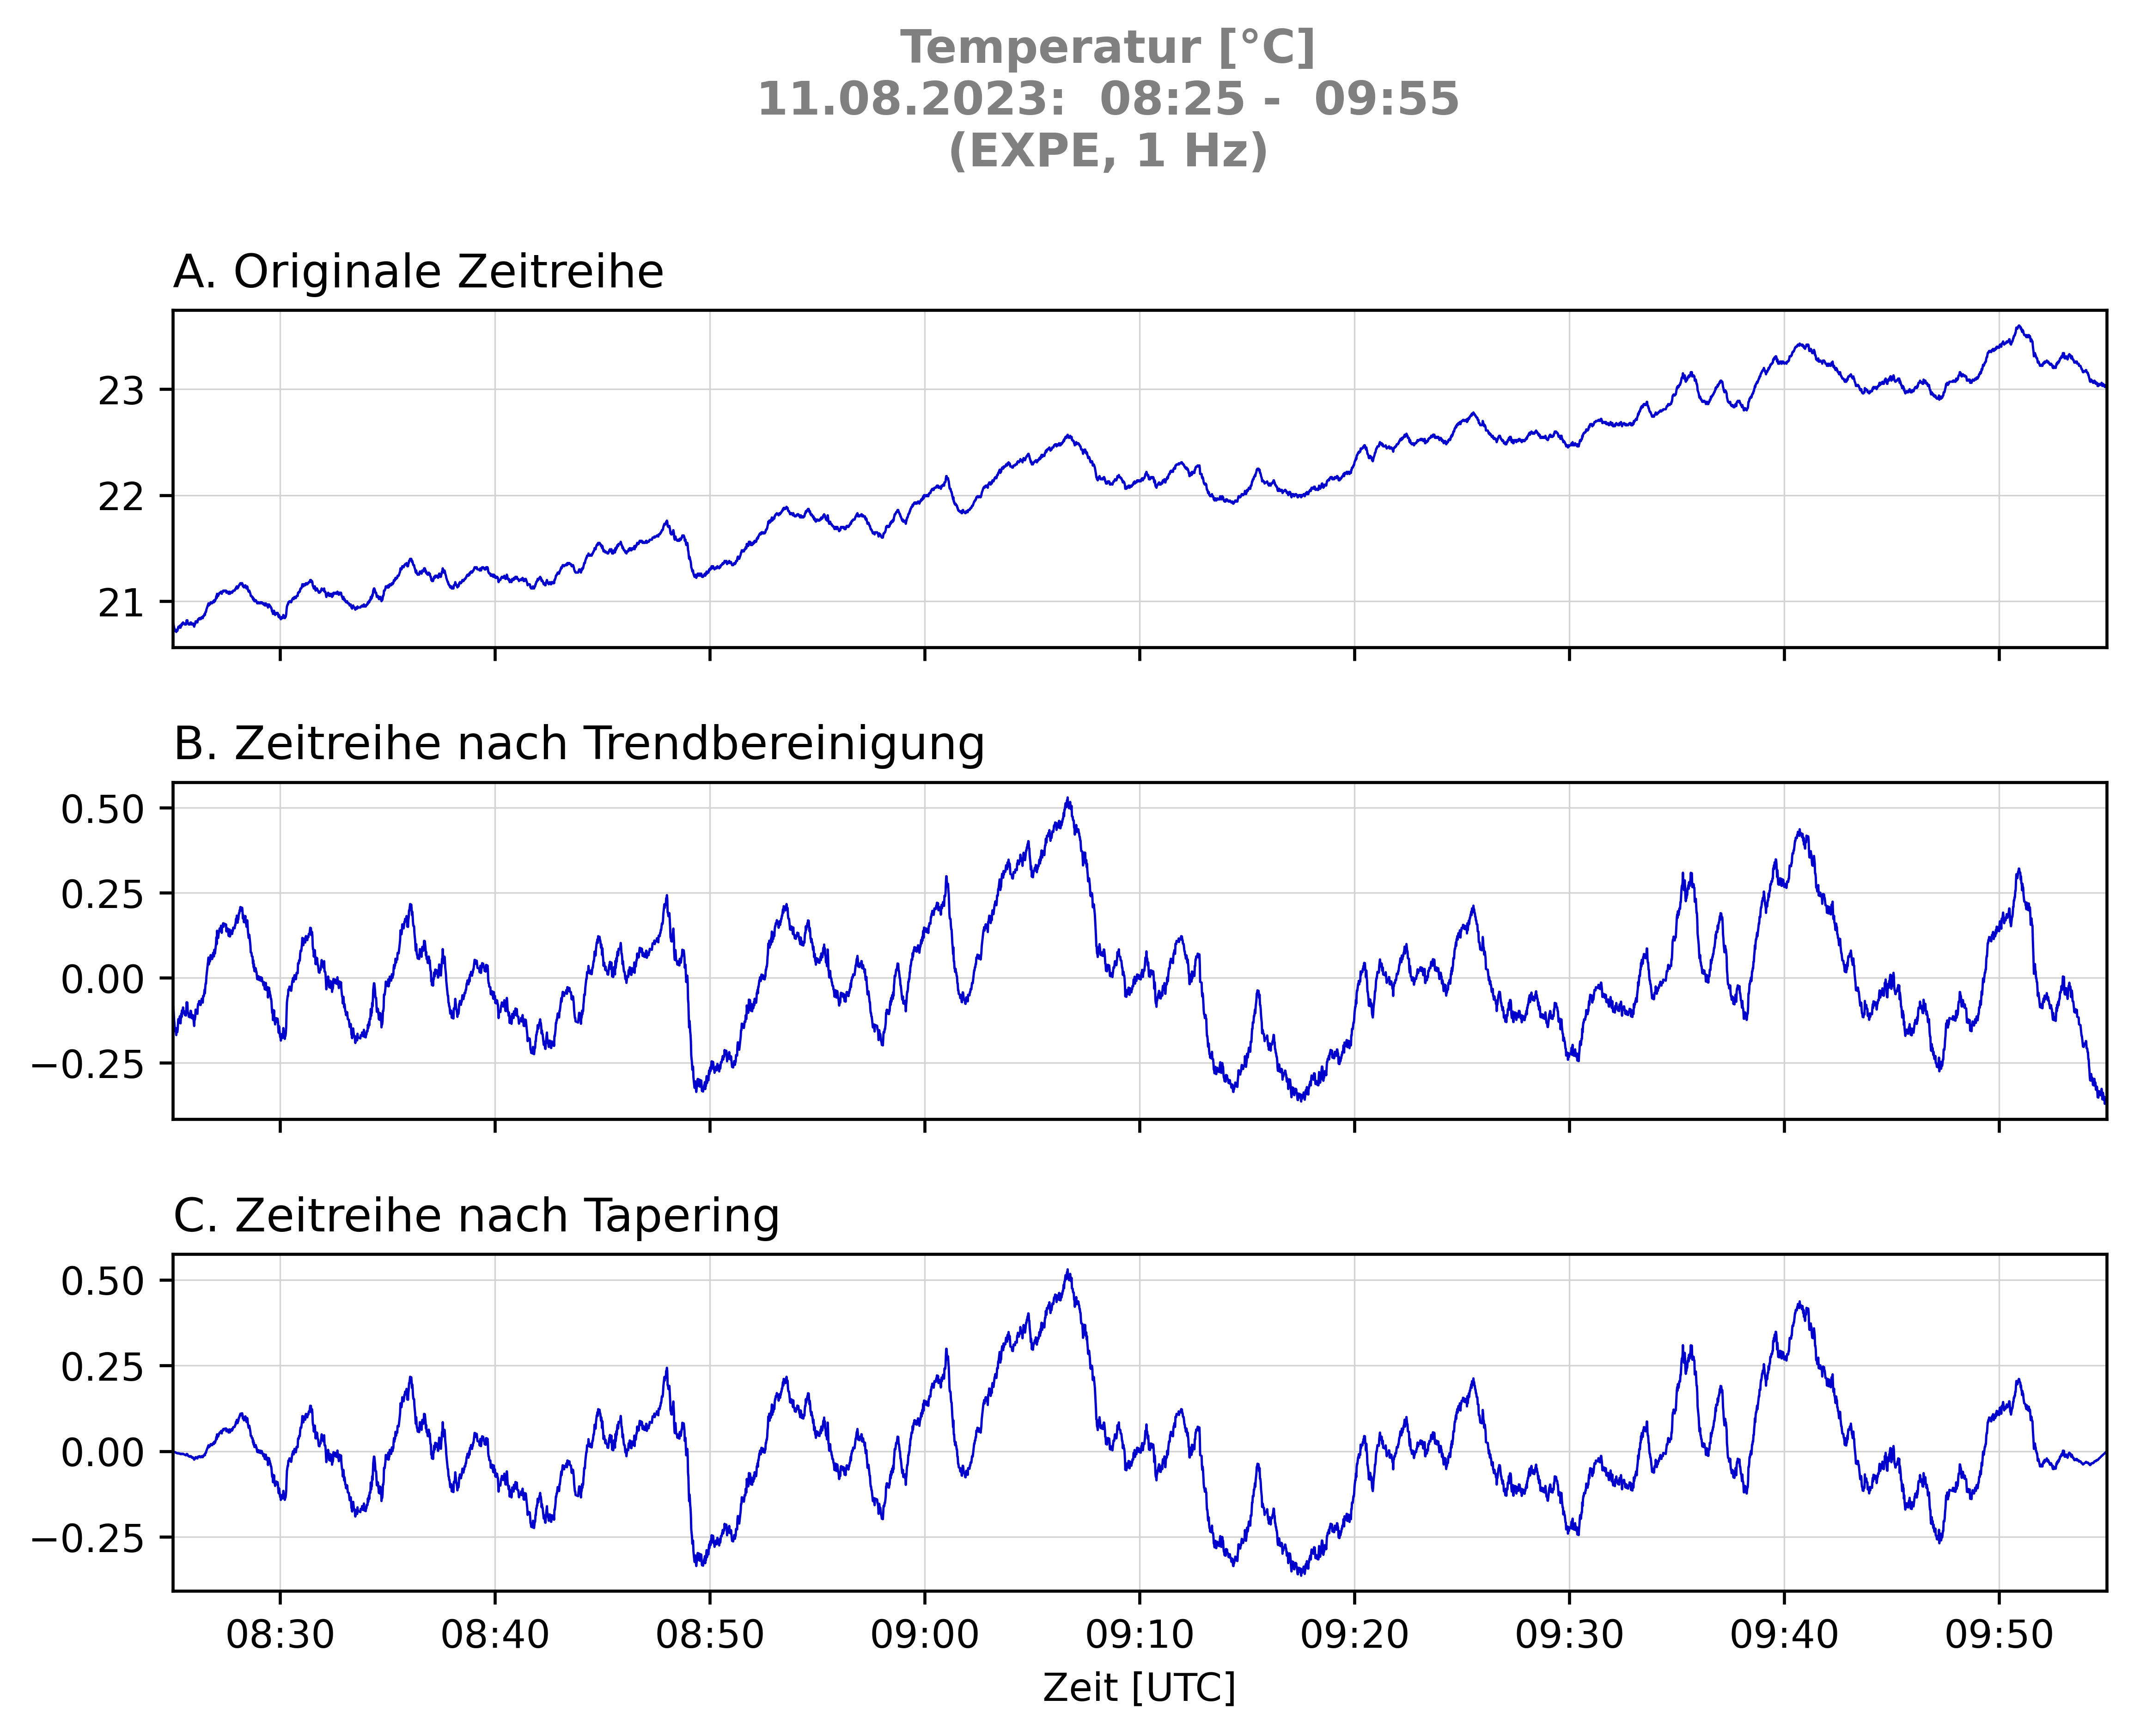 Temperatur [°C]
11.08.2023:  08:25 -  09:55
(EXPE, 1 Hz)
A. Originale Zeitreihe
23
22
21
B. Zeitreihe nach Trendbereinigung
0.50
0.25
0.00
−0.25
C. Zeitreihe nach Tapering
0.50
0.25
0.00
−0.25
08:30 08:40 08:50 09:00 09:10 09:20 09:30 09:40 09:50
Zeit [UTC]